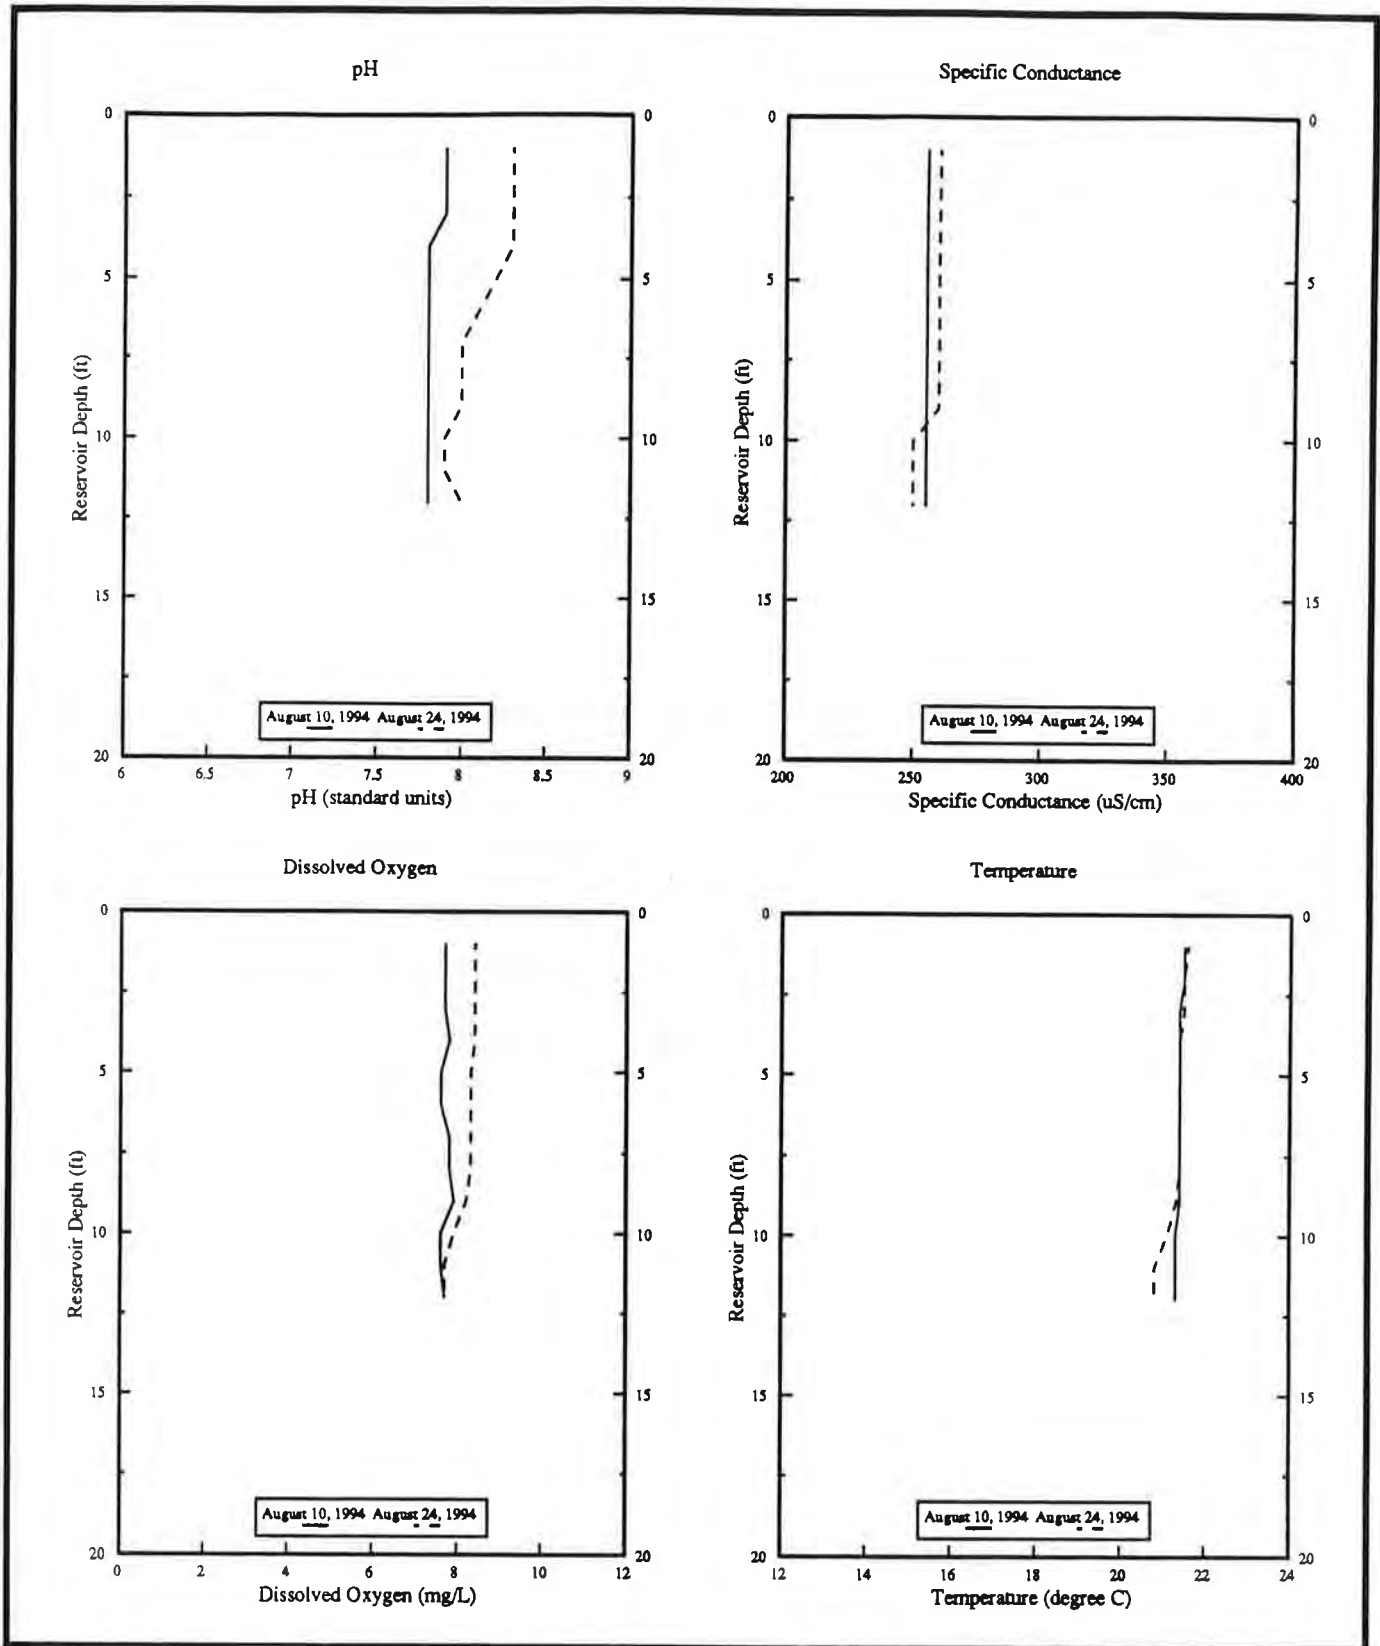 pH
0
0
5
5
10
10
15
15
20
20
Reservoir Depth (ft)
August 10, 1994 August 24, 1994
6 6.5 7 7.5 8 8.5 9
pH (standard units)
Specific Conductance
0
0
5
5
10
10
15
15
20
20
Reservoir Depth (ft)
August 10, 1994 August 24, 1994
200 250 300 350 400
Specific Conductance (uS/cm)
Dissolved Oxygen
0
0
5
5
10
10
15
15
20
20
Reservoir Depth (ft)
August 10, 1994 August 24, 1994
0 2 4 6 8 10 12
Dissolved Oxygen (mg/L)
Temperature
0
0
5
5
10
10
15
15
20
20
Reservoir Depth (ft)
August 10, 1994 August 24, 1994
12 14 16 18 20 22 24
Temperature (degree C)